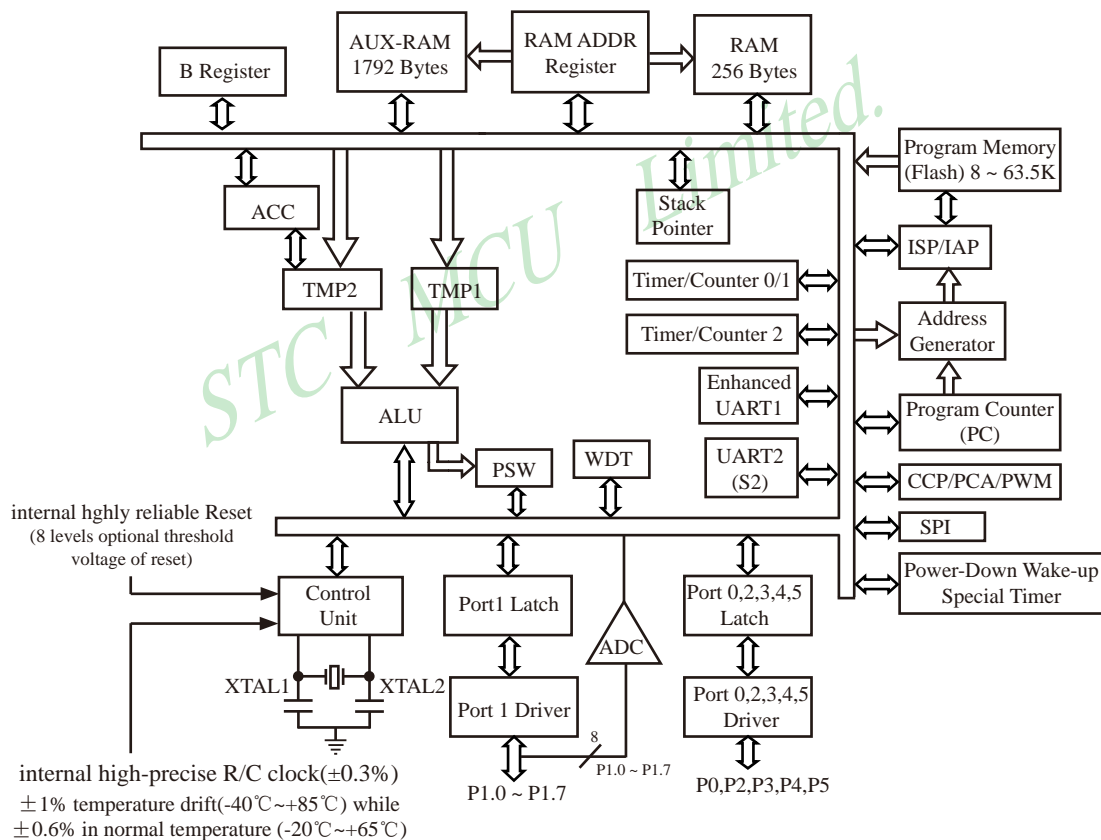 AUX-RAM
1792 Bytes
RAM ADDR
Register
RAM
256 Bytes
B Register
Program Memory
(Flash) 8 ~ 63.5K
ACC
Stack
Pointer
ISP/IAP
TMP2
TMP1
Timer/Counter 0/1
Timer/Counter 2
Address
Generator
Enhanced
UART1
ALU
Program Counter
(PC)
PSW
WDT
UART2
(S2)
CCP/PCA/PWM
SPI
internal hghly reliable Reset
(8 levels optional threshold
voltage of reset)
Power-Down Wake-up
Special Timer
Control
Unit
Port1 Latch
ADC
Port 0,2,3,4,5
Latch
XTAL1
XTAL2
Port 1 Driver
Port 0,2,3,4,5
Driver
8
P1.0 ~ P1.7
P1.0 ~ P1.7
P0,P2,P3,P4,P5
internal high-precise R/C clock(±0.3%)
±1% temperature drift(-40℃~+85℃) while
±0.6% in normal temperature (-20℃~+65℃)
STC MCU Limited.